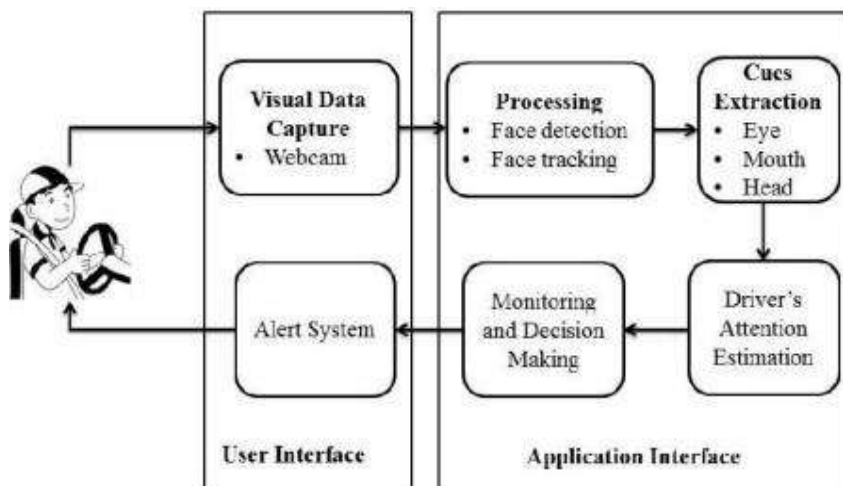 Visual Data
Capture
• Webcam
Processing
• Face detection
• Face tracking
Cues
Extraction
• Eye
• Mouth
• Head
Alert System
Monitoring
and Decision
Making
Driver's
Attention
Estimation
User Interface
Application Interface